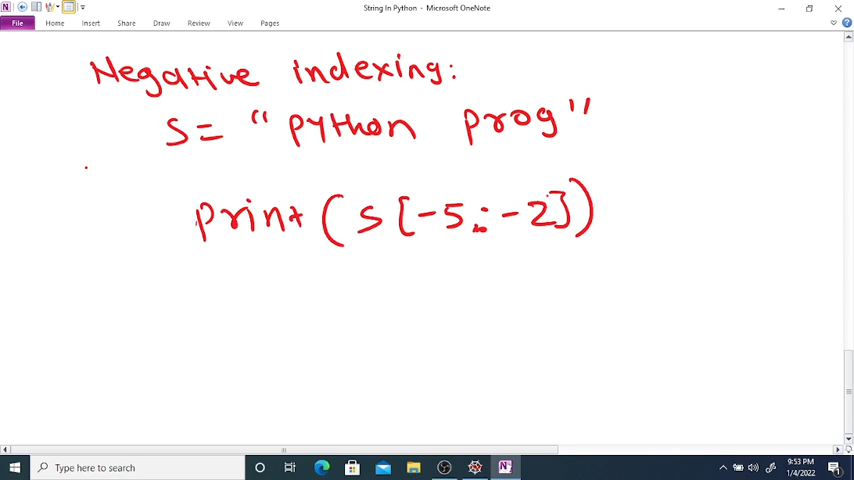 String In Python - Microsoft OneNote
File Home Insert Share Draw Review View Pages
Negative indexing:
S= "python prog"
print (S[-5:-2])
Type here to search
9:53 PM
1/4/2022